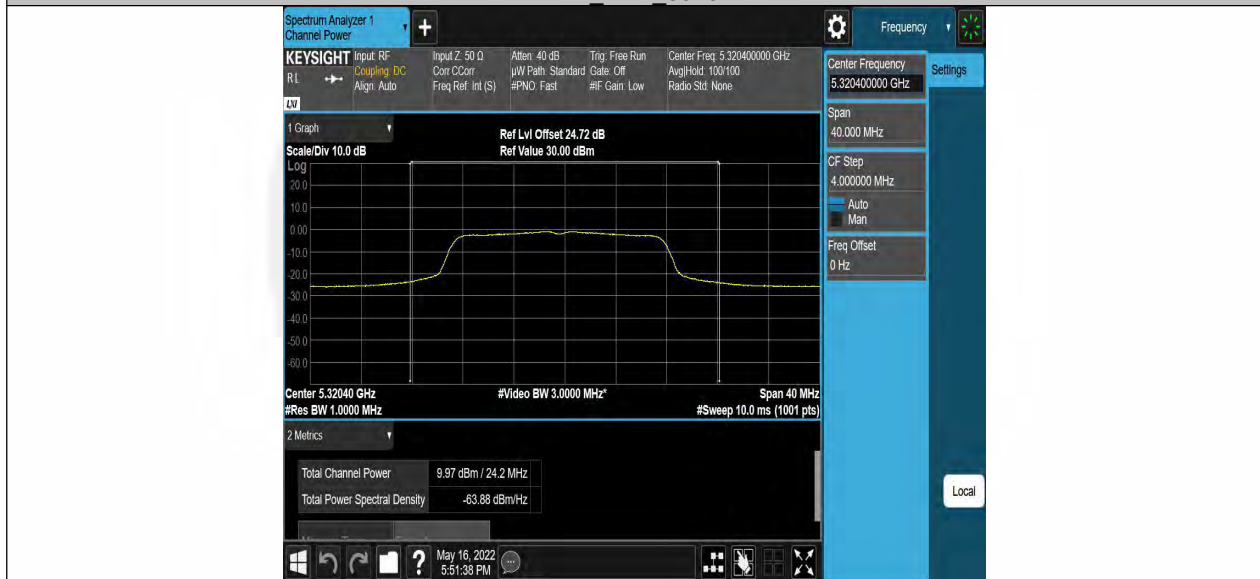 Spectrum Analyzer 1
Channel Power
+
Frequency
KEYSIGHT
RL
LXI
Input: RF
Coupling: DC
Align: Auto
Input Z: 50 Ω
Corr CCorr
Freq Ref: Int (S)
Atten: 40 dB
µW Path: Standard
#PNO: Fast
Trig: Free Run
Gate: Off
#IF Gain: Low
Center Freq: 5.320400000 GHz
Avg|Hold: 100/100
Radio Std: None
Center Frequency
5.320400000 GHz
Settings
Span
40.000 MHz
CF Step
4.000000 MHz
Auto
Man
Freq Offset
0 Hz
1 Graph
Scale/Div 10.0 dB
Ref Lvl Offset 24.72 dB
Ref Value 30.00 dBm
Log
20.0
10.0
0.00
-10.0
-20.0
-30.0
-40.0
-50.0
-60.0
Center 5.32040 GHz
#Video BW 3.0000 MHz*
Span 40 MHz
#Res BW 1.0000 MHz
#Sweep 10.0 ms (1001 pts)
2 Metrics
Total Channel Power 9.97 dBm / 24.2 MHz
Total Power Spectral Density -63.88 dBm/Hz
Local
?
May 16, 2022
5:51:38 PM